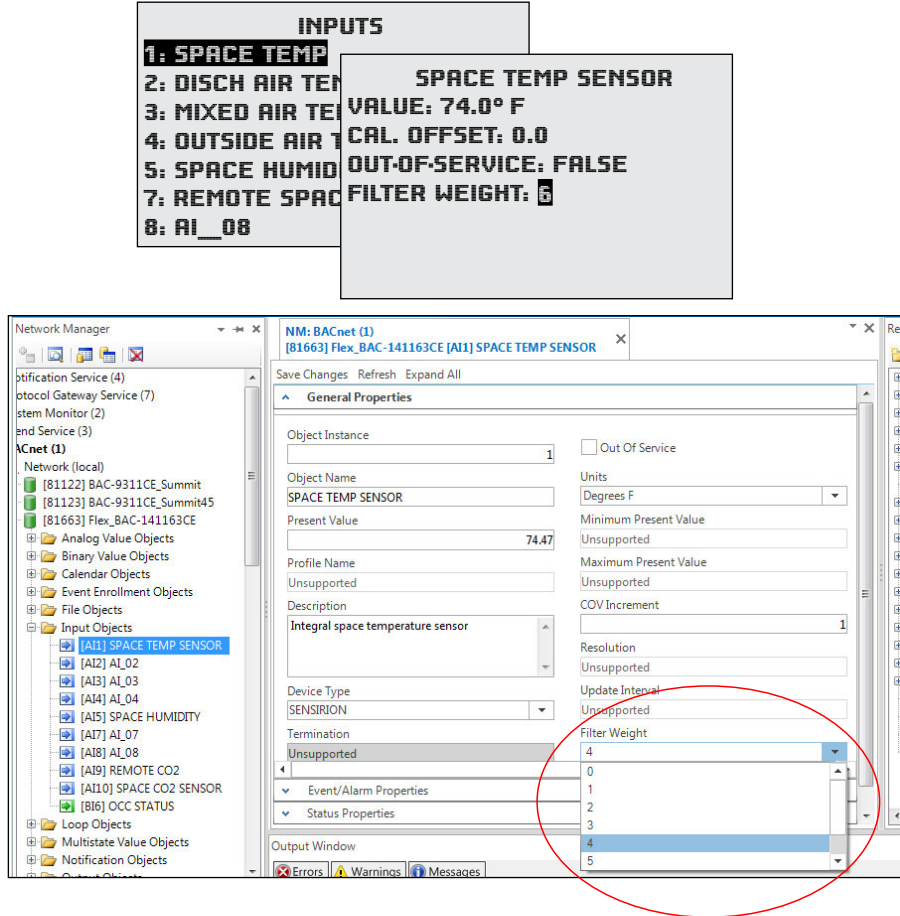 INPUTS
1: SPACE TEMP
2: DISCH AIR TEM
3: MIXED AIR TE
4: OUTSIDE AIR T
5: SPACE HUMID
7: REMOTE SPAC
8: AI__08
SPACE TEMP SENSOR
VALUE: 74.0° F
CAL. OFFSET: 0.0
OUT-OF-SERVICE: FALSE
FILTER WEIGHT: 6
Network Manager
otification Service (4)
otocol Gateway Service (7)
stem Monitor (2)
end Service (3)
ACnet (1)
Network (local)
[81122] BAC-9311CE_Summit
[81123] BAC-9311CE_Summit45
[81663] Flex_BAC-141163CE
Analog Value Objects
Binary Value Objects
Calendar Objects
Event Enrollment Objects
File Objects
Input Objects
[AI1] SPACE TEMP SENSOR
[AI2] AI_02
[AI3] AI_03
[AI4] AI_04
[AI5] SPACE HUMIDITY
[AI7] AI_07
[AI8] AI_08
[AI9] REMOTE CO2
[AI10] SPACE CO2 SENSOR
[BI6] OCC STATUS
Loop Objects
Multistate Value Objects
Notification Objects
NM: BACnet (1)
[81663] Flex_BAC-141163CE [AI1] SPACE TEMP SENSOR
Save Changes Refresh Expand All
General Properties
Object Instance
1
Object Name
SPACE TEMP SENSOR
Present Value
74.47
Profile Name
Unsupported
Description
Integral space temperature sensor
Device Type
SENSIRION
Termination
Unsupported
Out Of Service
Units
Degrees F
Minimum Present Value
Unsupported
Maximum Present Value
Unsupported
COV Increment
1
Resolution
Unsupported
Update Interval
Unsupported
Filter Weight
4
0
1
2
3
4
5
Event/Alarm Properties
Status Properties
Output Window
Errors Warnings Messages
Re